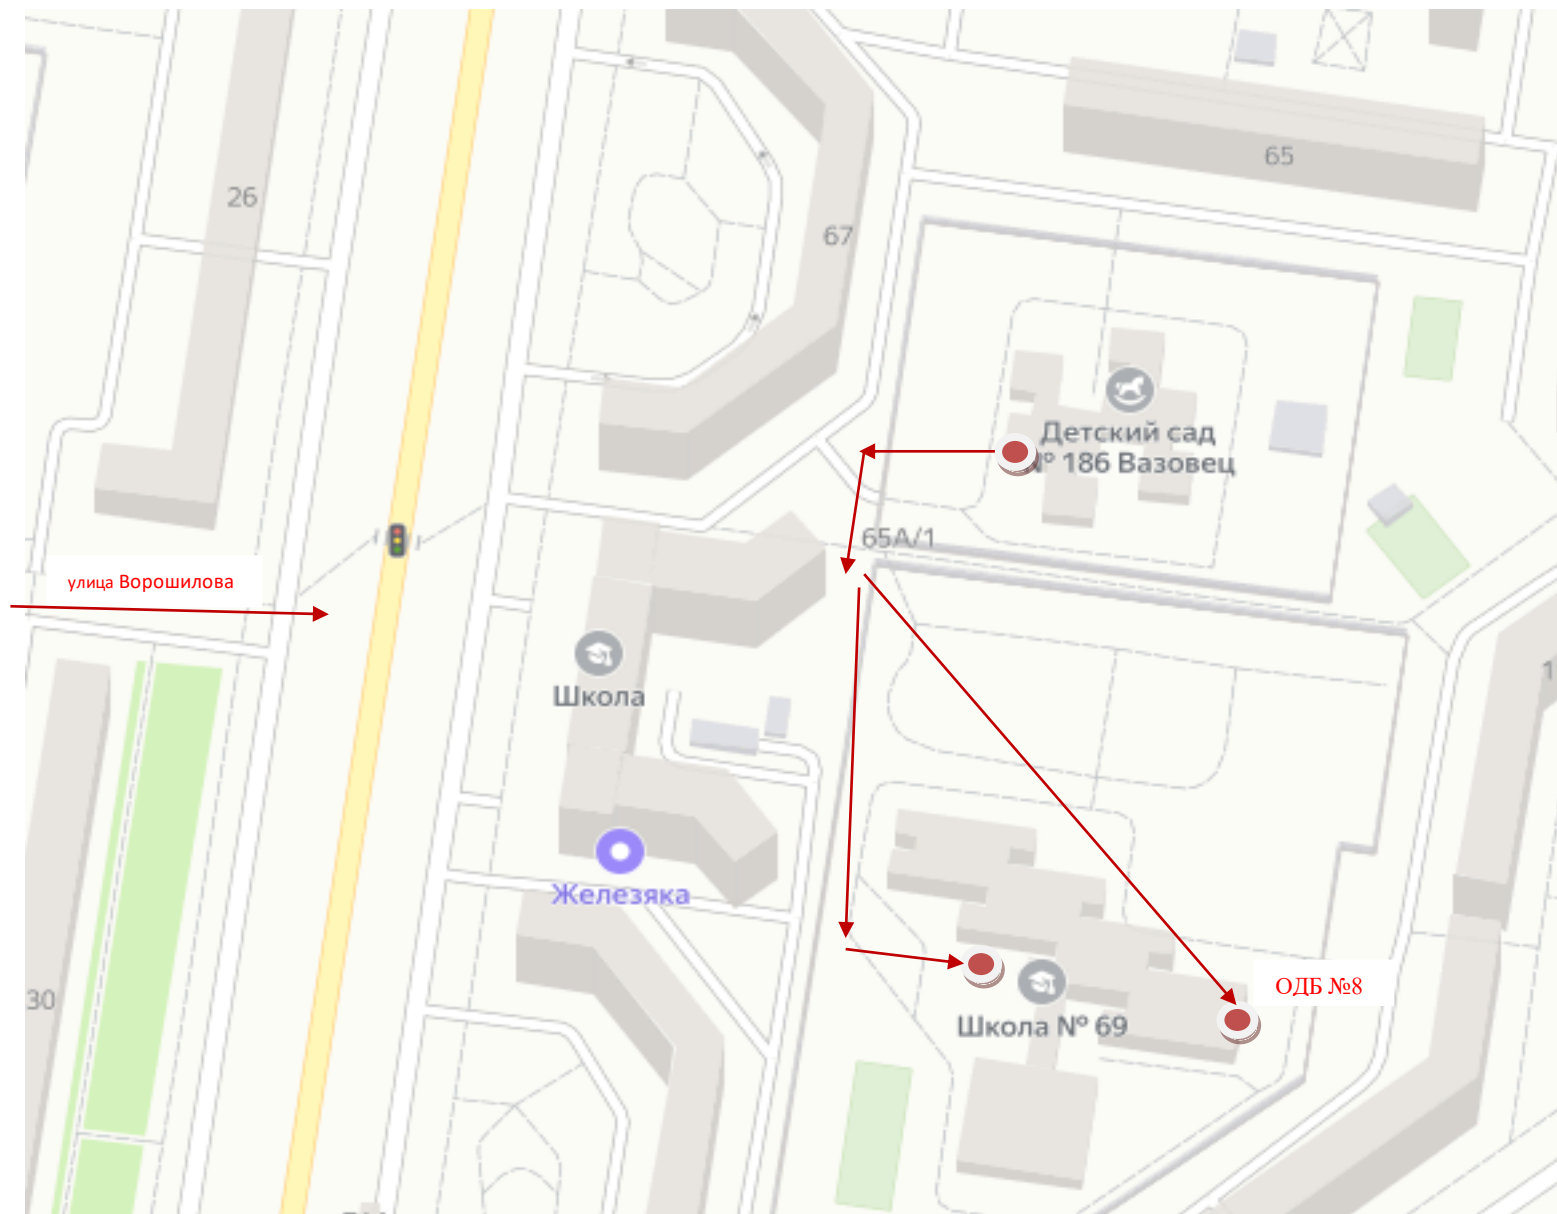 65
26
67
Детский сад
№ 186 Вазовец
65А/1
улица Ворошилова
Школа
Железяка
ОДБ №8
30
Школа № 69